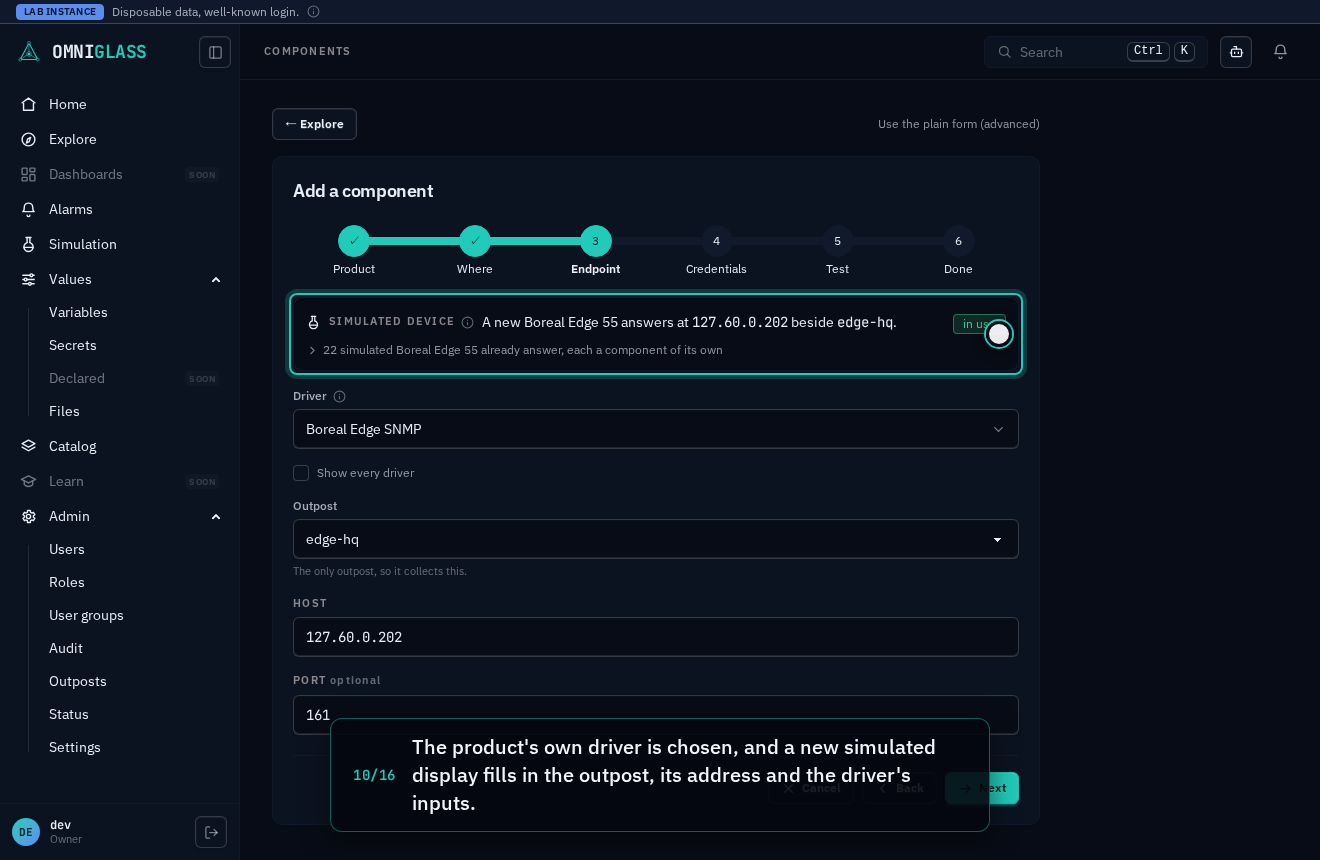 LAB INSTANCE Disposable data, well-known login.
OMNIGLASS
COMPONENTS
Search Ctrl K
Home
Explore
Dashboards SOON
Alarms
Simulation
Values
Variables
Secrets
Declared SOON
Files
Catalog
Learn SOON
Admin
Users
Roles
User groups
Audit
Outposts
Status
Settings
DE dev
Owner
← Explore
Use the plain form (advanced)
Add a component
✓ ✓ 3 4 5 6
Product Where Endpoint Credentials Test Done
SIMULATED DEVICE A new Boreal Edge 55 answers at 127.60.0.202 beside edge-hq.
in us
22 simulated Boreal Edge 55 already answer, each a component of its own
Driver
Boreal Edge SNMP
Show every driver
Outpost
edge-hq
The only outpost, so it collects this.
HOST
127.60.0.202
PORT optional
161
Cancel Back Next
10/16
The product's own driver is chosen, and a new simulated
display fills in the outpost, its address and the driver's
inputs.